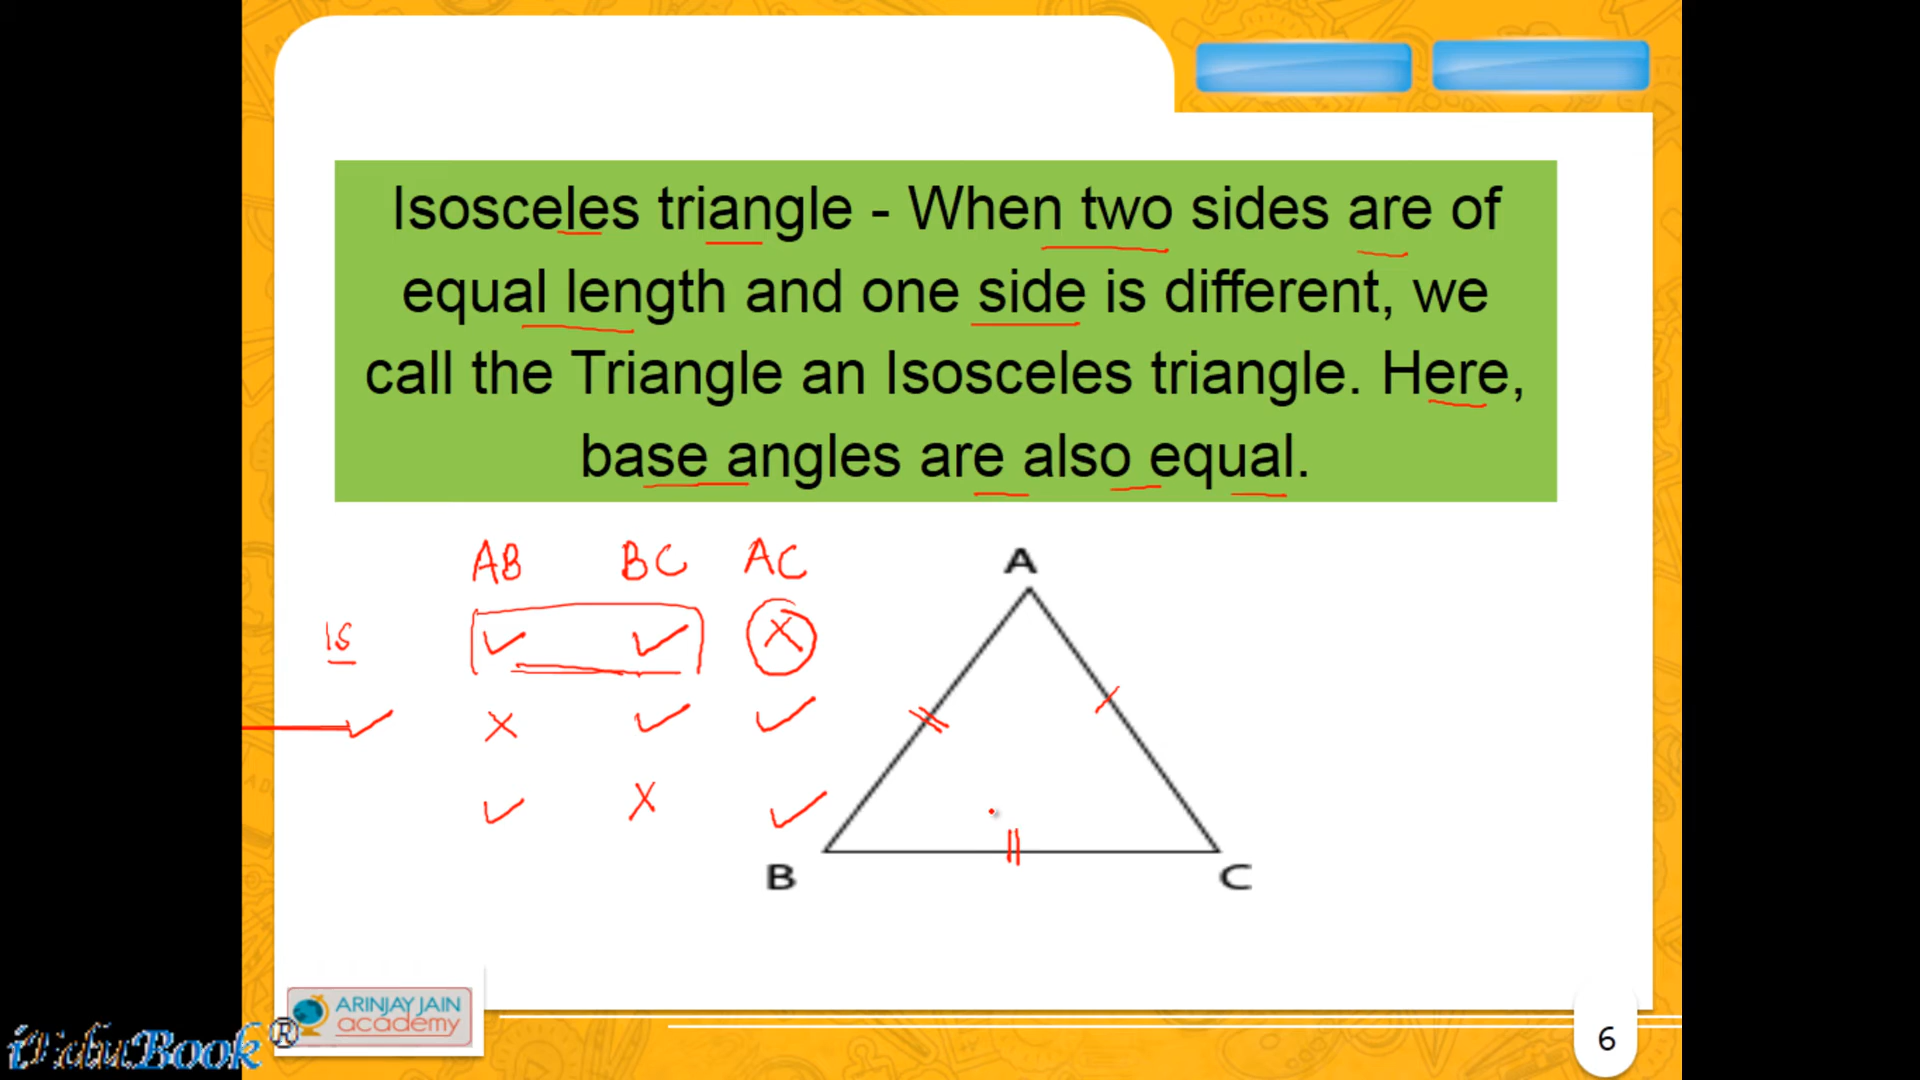 Isosceles triangle - When two sides are of
equal length and one side is different, we
call the Triangle an Isosceles triangle. Here,
base angles are also equal.
AB BC AC
A
✓ ✓ X
IS
✓ X ✓ ✓
✓ X ✓
B C
ARINJAY JAIN
academy
iEduBook®
6